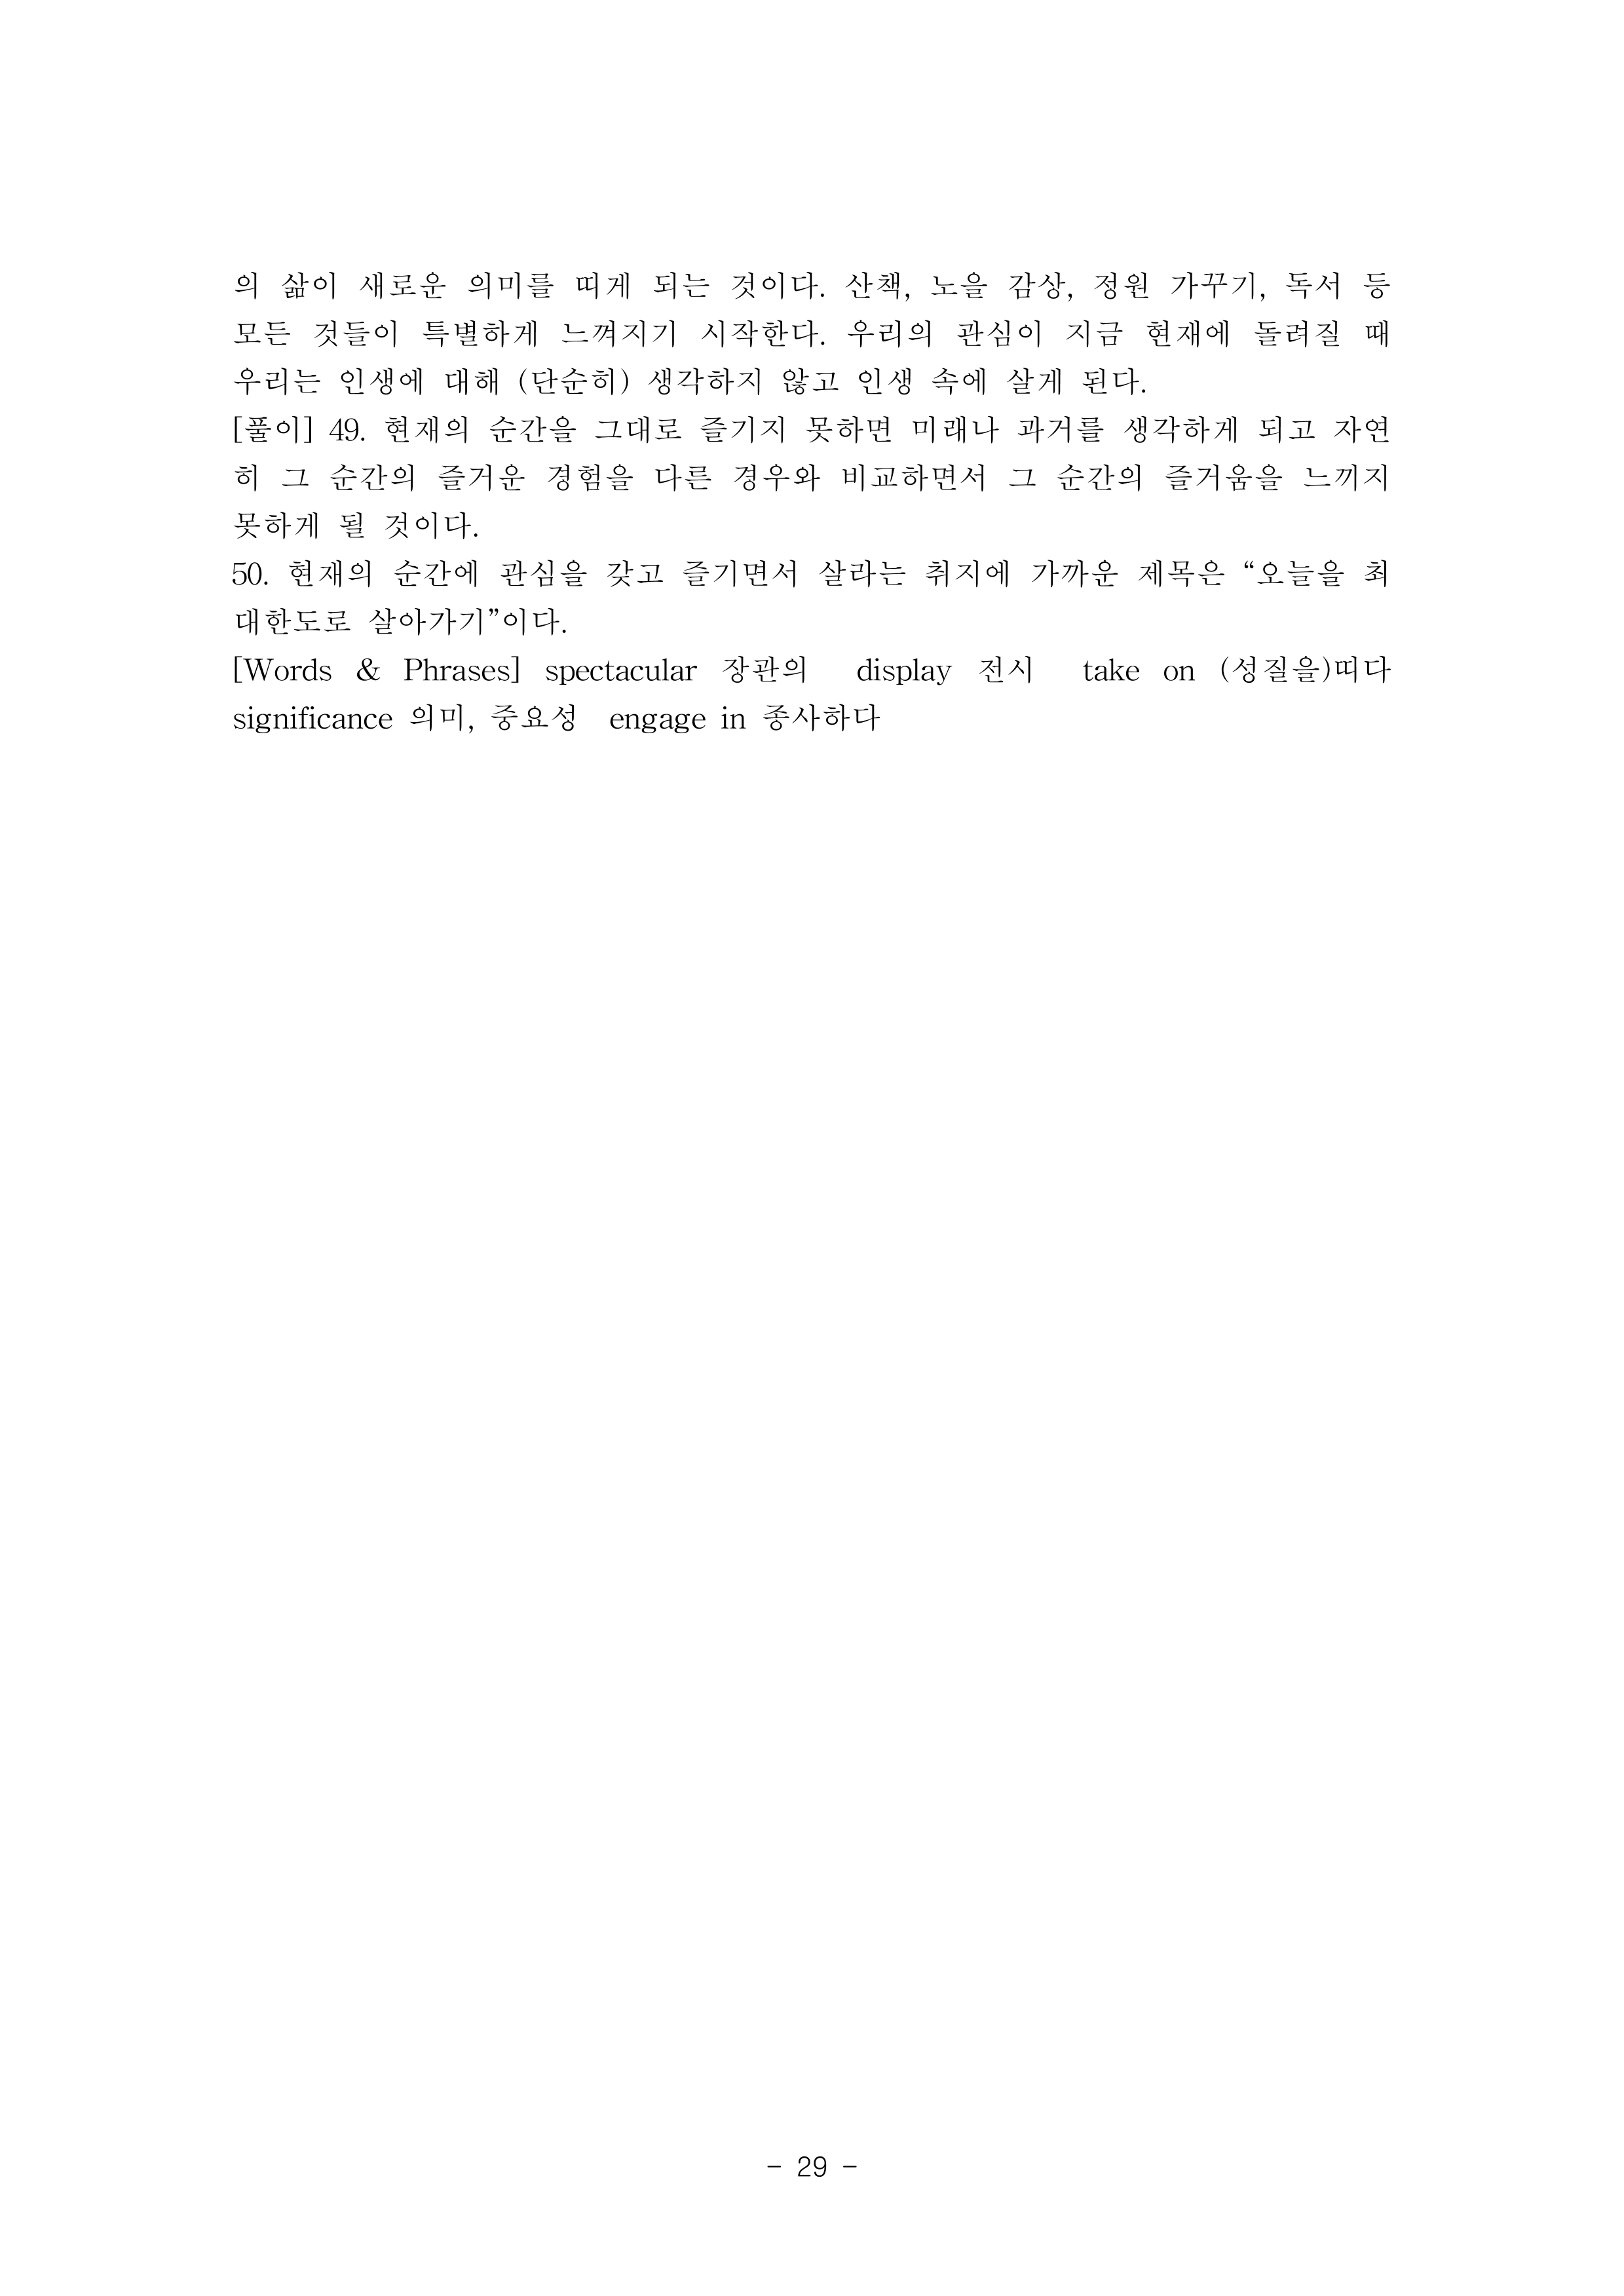 의 삶이 새로운 의미를 띠게 되는 것이다. 산책, 노을 감상, 정원 가꾸기, 독서 등
모든 것들이 특별하게 느껴지기 시작한다. 우리의 관심이 지금 현재에 돌려질 때
우리는 인생에 대해 (단순히) 생각하지 않고 인생 속에 살게 된다.
[풀이] 49. 현재의 순간을 그대로 즐기지 못하면 미래나 과거를 생각하게 되고 자연
히 그 순간의 즐거운 경험을 다른 경우와 비교하면서 그 순간의 즐거움을 느끼지
못하게 될 것이다.
50. 현재의 순간에 관심을 갖고 즐기면서 살라는 취지에 가까운 제목은 “오늘을 최
대한도로 살아가기”이다.
[Words & Phrases] spectacular 장관의 display 전시 take on (성질을)띠다
significance 의미, 중요성 engage in 종사하다
- 29 -